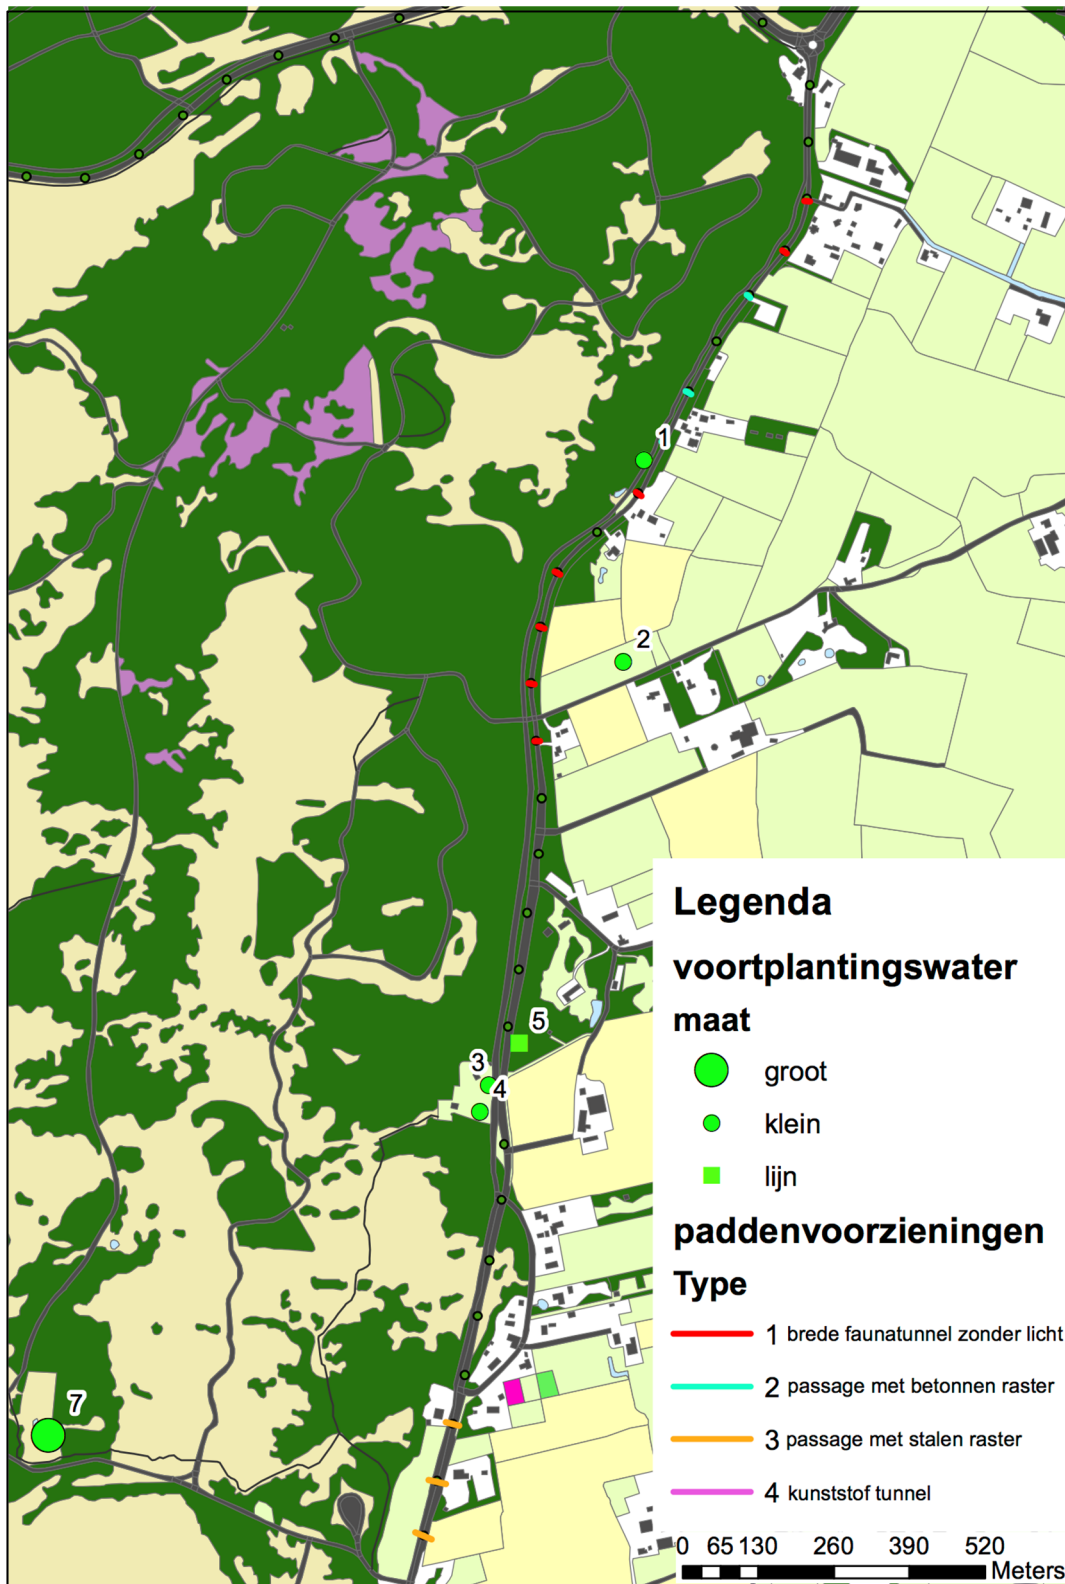 1
2
5
3
4
7
Legenda
voortplantingswater
maat
groot
klein
lijn
paddenvoorzieningen
Type
1 brede faunatunnel zonder licht
2 passage met betonnen raster
3 passage met stalen raster
4 kunststof tunnel
0 65 130 260 390 520
Meters